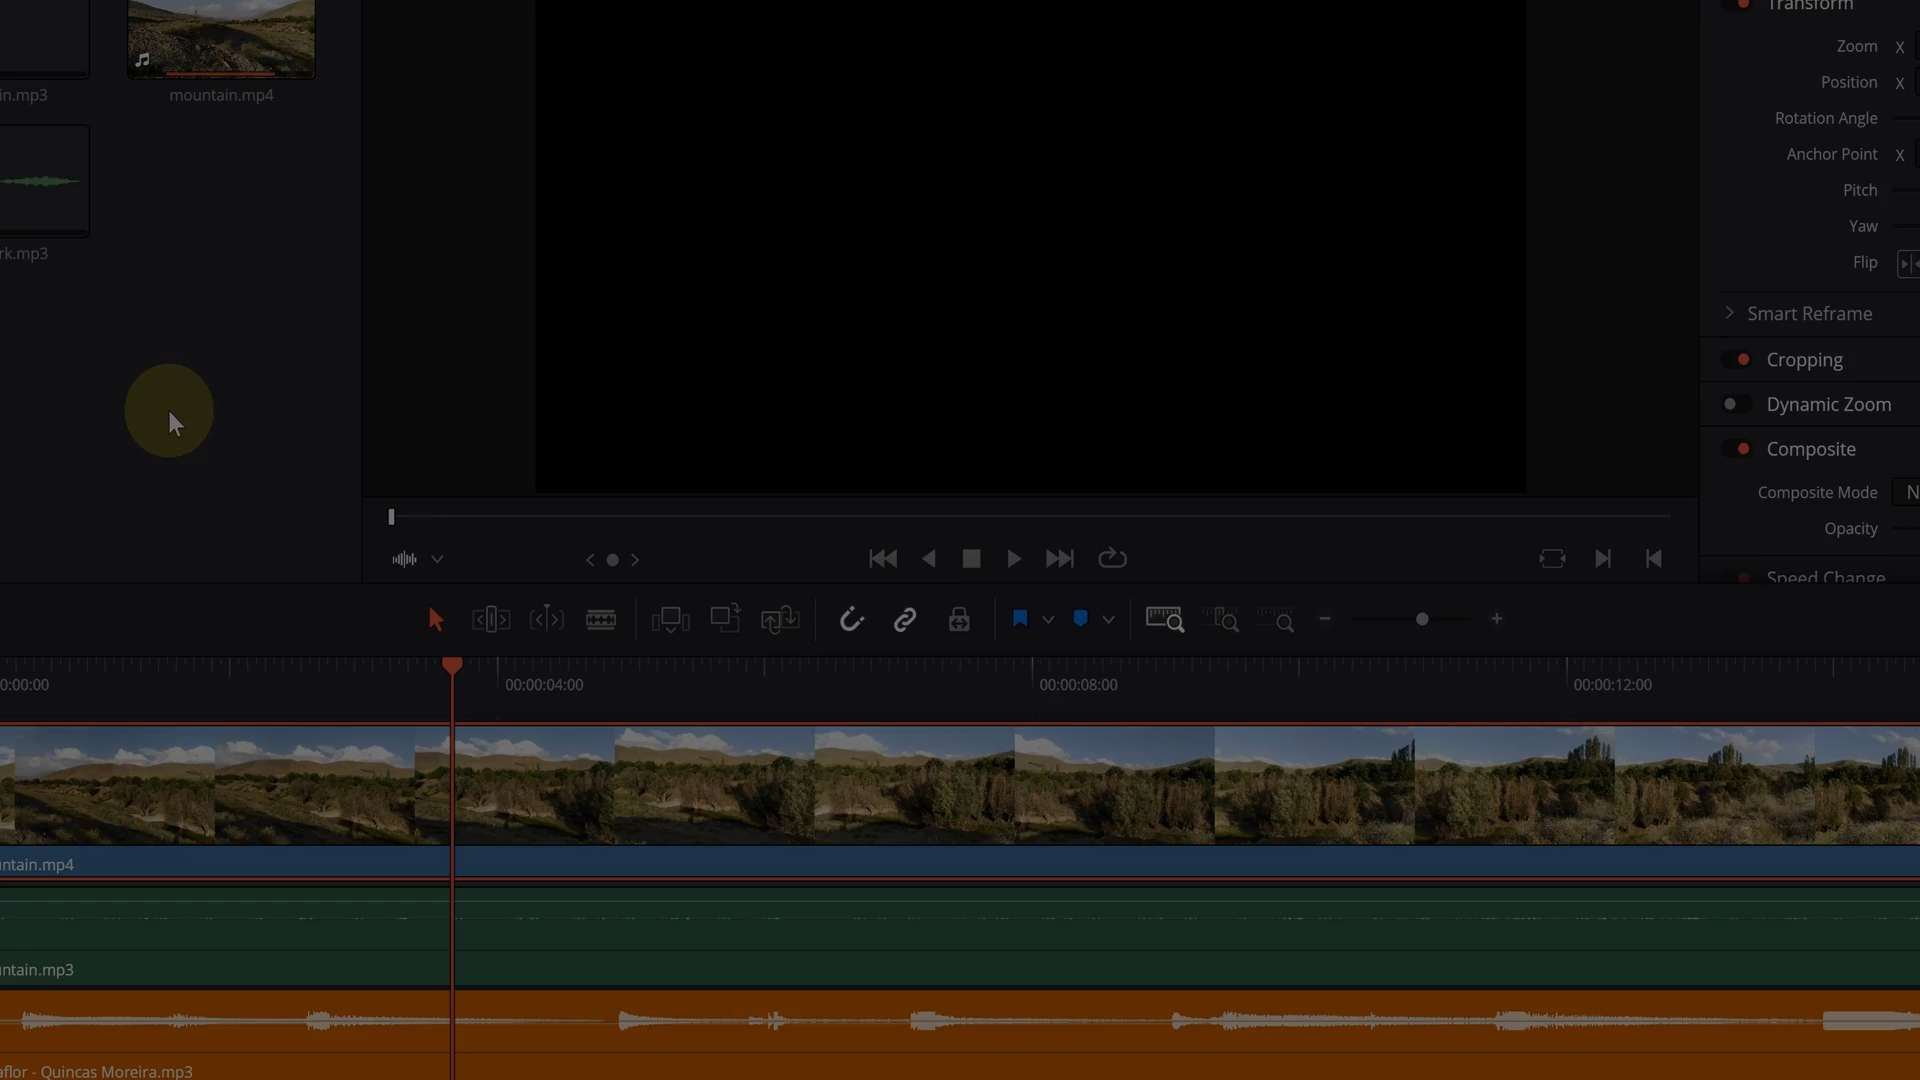 in.mp3
mountain.mp4
rk.mp3
Transform
Zoom X
Position X
Rotation Angle
Anchor Point X
Pitch
Yaw
Flip
Smart Reframe
Cropping
Dynamic Zoom
Composite
Composite Mode N
Opacity
Speed Change
0:00:00
00:00:04:00
00:00:08:00
00:00:12:00
untain.mp4
untain.mp3
aflor - Quincas Moreira.mp3